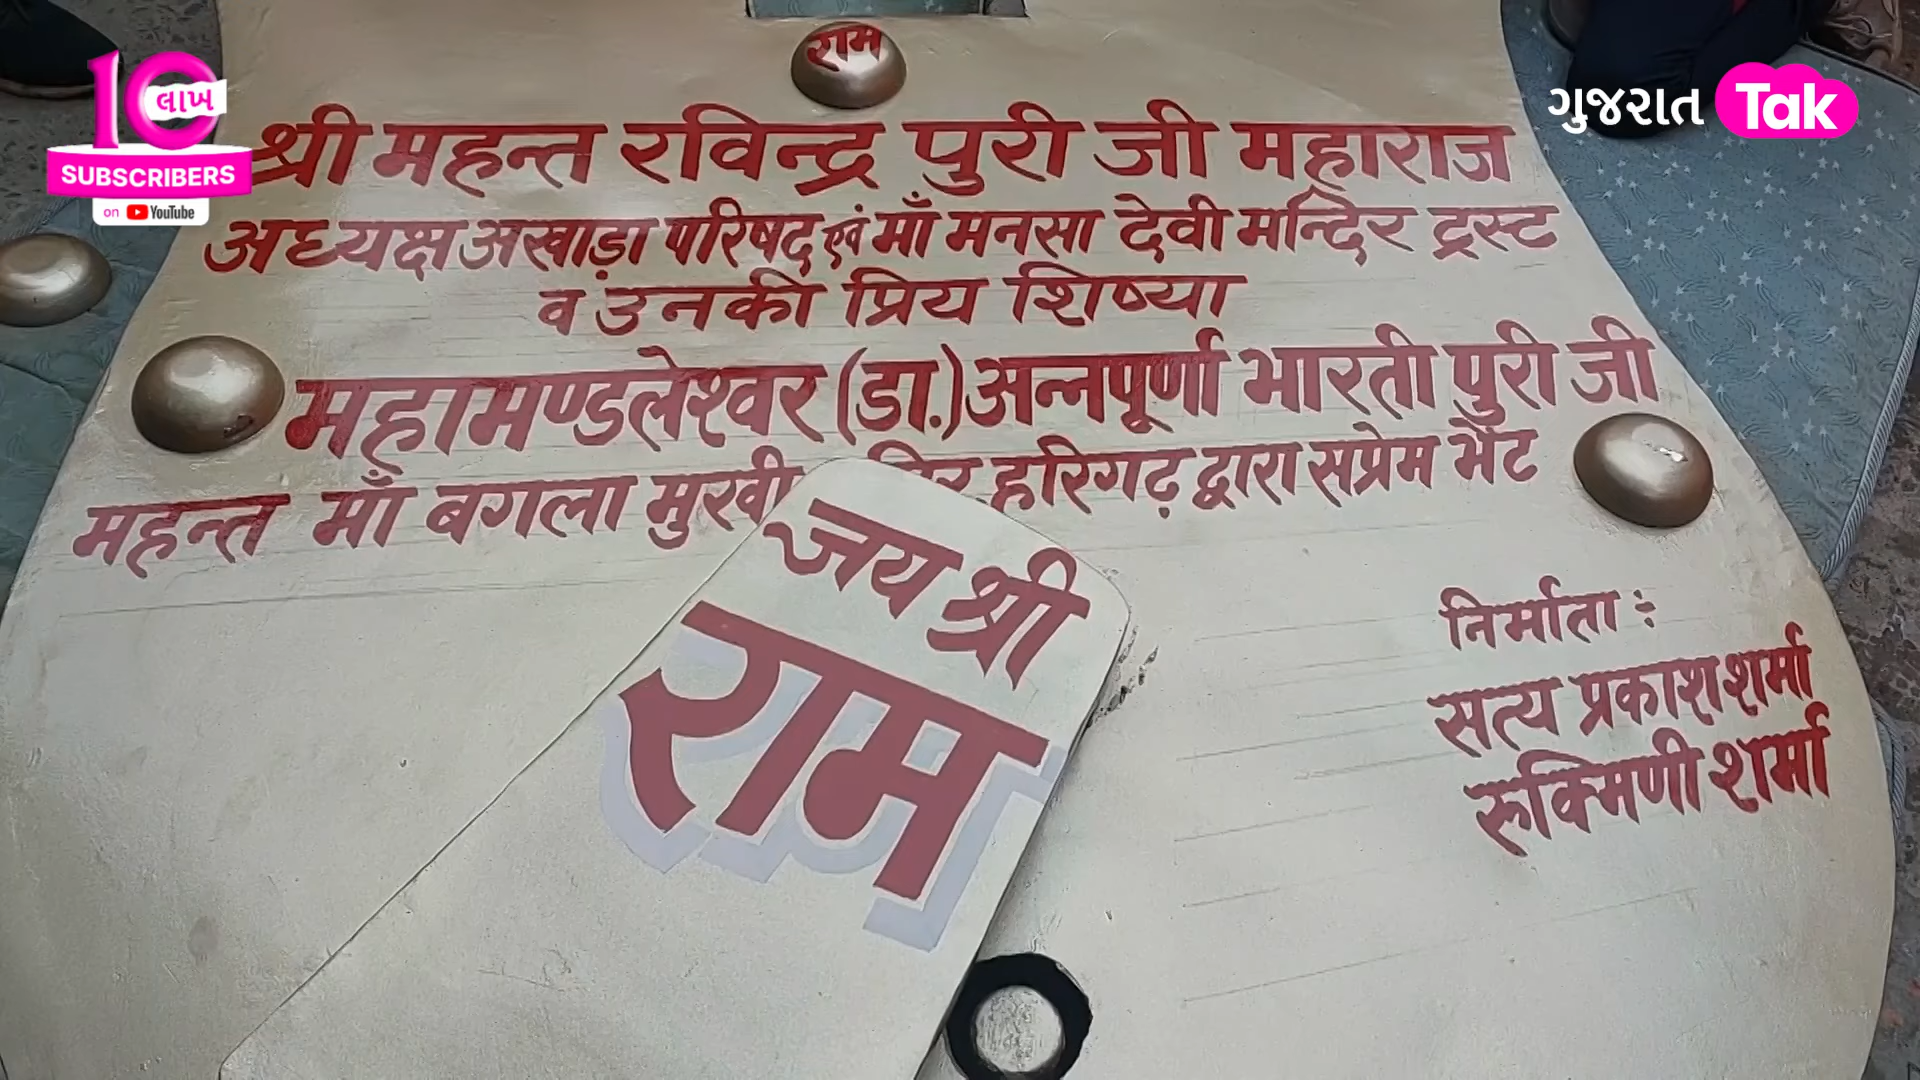 10 લાખ
SUBSCRIBERS
on YouTube
ગુજરાત Tak
राम
श्री महन्त रविन्द्र पुरी जी महाराज
अध्यक्ष अखाड़ा परिषद एवं माँ मनसा देवी मन्दिर ट्रस्ट
व उनकी प्रिय शिष्या
महामण्डलेश्वर (डा.) अन्नपूर्णा भारती पुरी जी
महन्त माँ बगला मुखी हरिगढ़ द्वारा सप्रेम भेंट
जय श्री
राम
निर्माता :
सत्य प्रकाश शर्मा
रुक्मिणी शर्मा